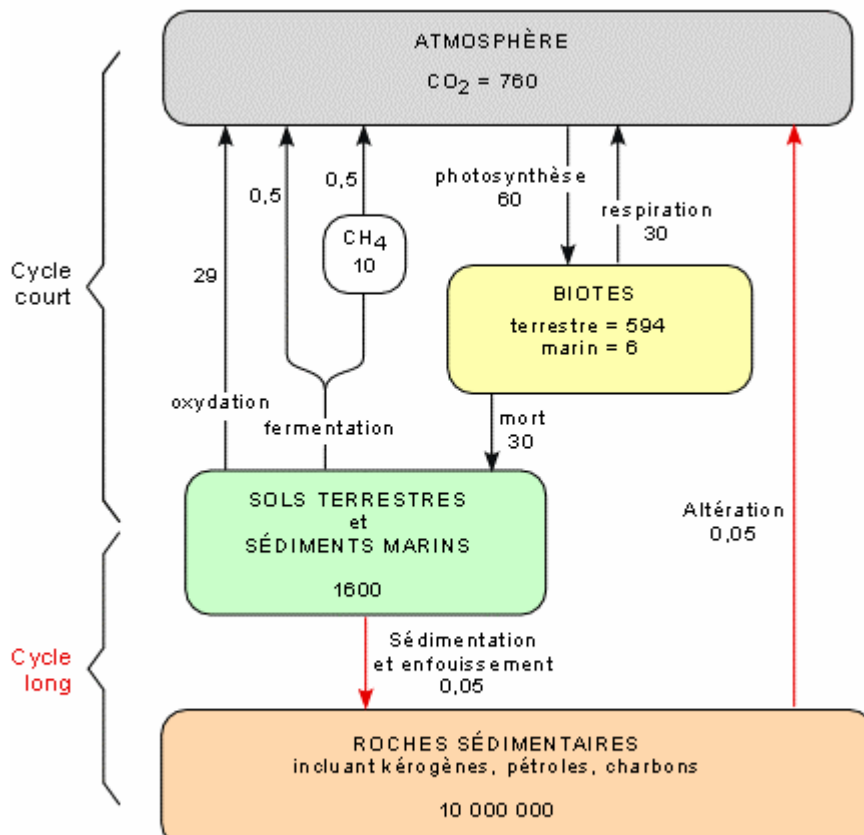 ATMOSPHÈRE
CO2 = 760
Cycle
court
29
0,5
0,5
CH4
10
photosynthèse
60
respiration
30
BIOTES
terrestre = 594
marin = 6
oxydation
fermentation
mort
30
SOLS TERRESTRES
et
SÉDIMENTS MARINS
1600
Altération
0,05
Cycle
long
Sédimentation
et enfouissement
0,05
ROCHES SÉDIMENTAIRES
incluant kérogènes, pétroles, charbons
10 000 000